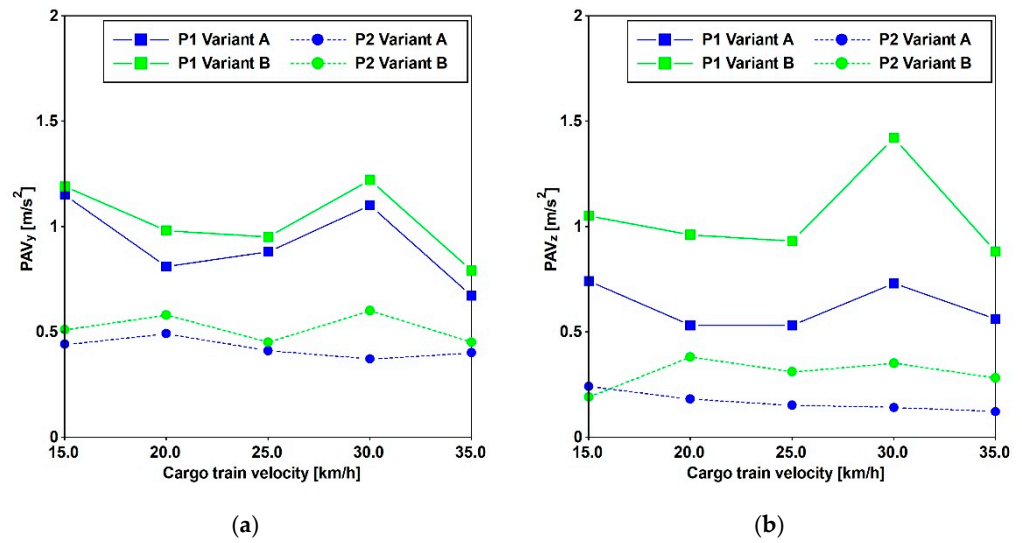 2
P1 Variant A P2 Variant A
P1 Variant B P2 Variant B
1.5
1
0.5
0
PAVy [m/s²]
15.0 20.0 25.0 30.0 35.0
Cargo train velocity [km/h]
(a)
2
P1 Variant A P2 Variant A
P1 Variant B P2 Variant B
1.5
1
0.5
0
PAVz [m/s²]
15.0 20.0 25.0 30.0 35.0
Cargo train velocity [km/h]
(b)